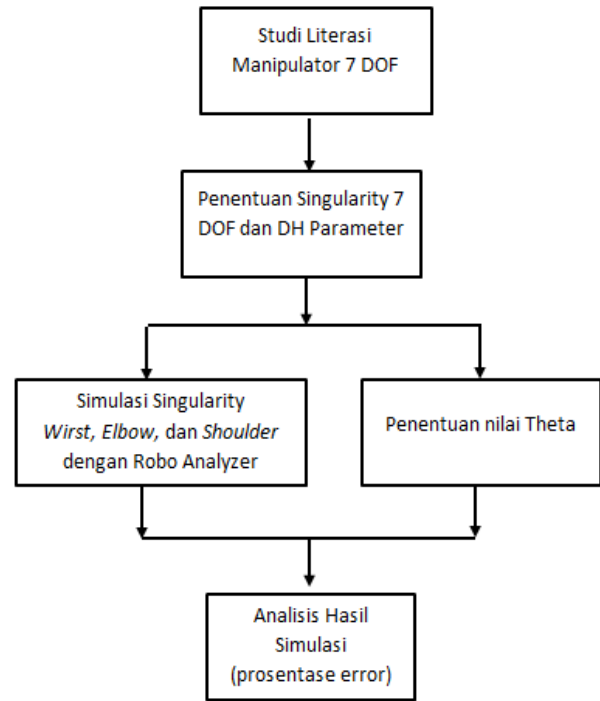 Studi Literasi
Manipulator 7 DOF
Penentuan Singularity 7
DOF dan DH Parameter
Simulasi Singularity
Wirst, Elbow, dan Shoulder
dengan Robo Analyzer
Penentuan nilai Theta
Analisis Hasil
Simulasi
(prosentase error)